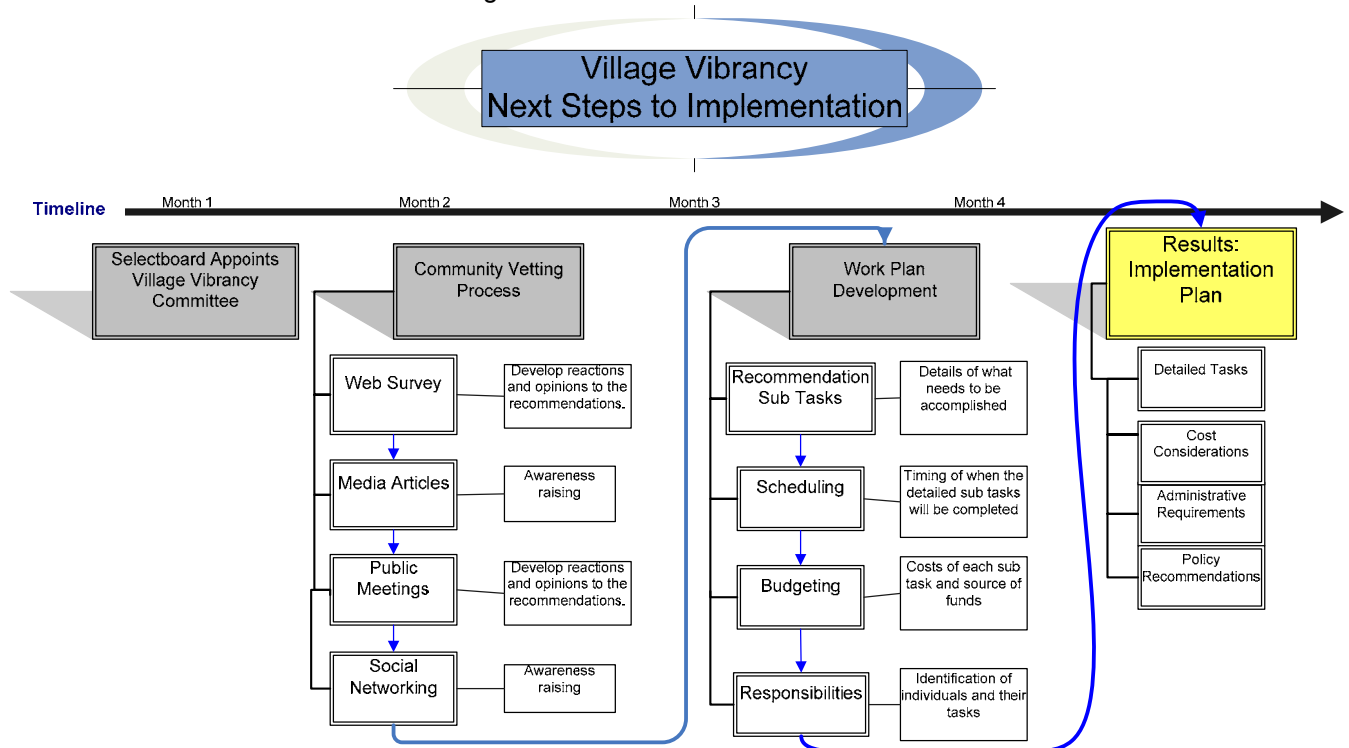 Village Vibrancy
Next Steps to Implementation
Timeline
Month 1
Month 2
Month 3
Month 4
Selectboard Appoints
Village Vibrancy
Committee
Community Vetting
Process
Work Plan
Development
Results:
Implementation
Plan
Web Survey
Develop reactions
and opinions to the
recommendations.
Media Articles
Awareness
raising
Public
Meetings
Develop reactions
and opinions to the
recommendations.
Social
Networking
Awareness
raising
Recommendation
Sub Tasks
Details of what
needs to be
accomplished
Scheduling
Timing of when the
detailed sub tasks
will be completed
Budgeting
Costs of each sub
task and source of
funds
Responsibilities
Identification of
individuals and their
tasks
Detailed Tasks
Cost
Considerations
Administrative
Requirements
Policy
Recommendations